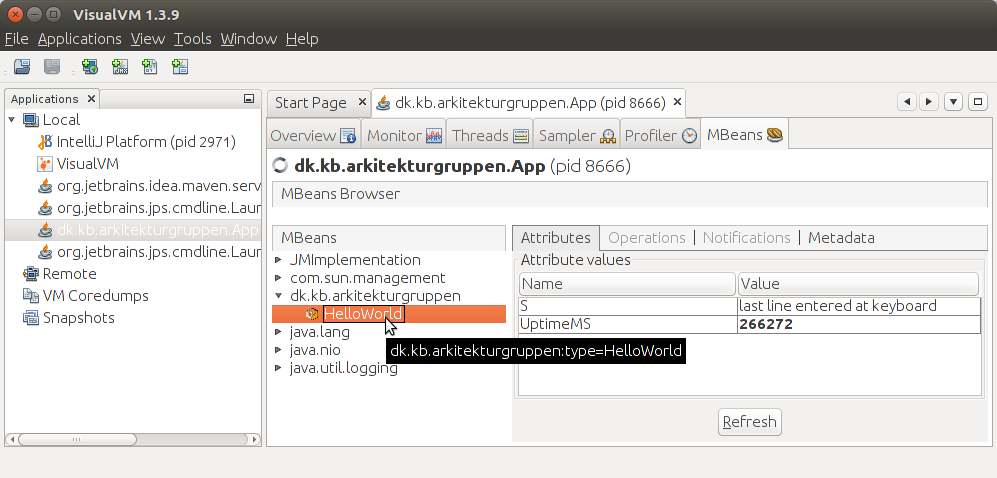 VisualVM 1.3.9
File Applications View Tools Window Help
Applications
Local
IntelliJ Platform (pid 2971)
VisualVM
org.jetbrains.idea.maven.serv
org.jetbrains.jps.cmdline.Laur
dk.kb.arkitekturgruppen.App
org.jetbrains.jps.cmdline.Laur
Remote
VM Coredumps
Snapshots
Start Page dk.kb.arkitekturgruppen.App (pid 8666)
Overview Monitor Threads Sampler Profiler MBeans
dk.kb.arkitekturgruppen.App (pid 8666)
MBeans Browser
MBeans
JMImplementation
com.sun.management
dk.kb.arkitekturgruppen
HelloWorld
java.lang
java.nio
java.util.logging
dk.kb.arkitekturgruppen:type=HelloWorld
Attributes Operations Notifications Metadata
Attribute values
Name Value
S last line entered at keyboard
UptimeMS 266272
Refresh